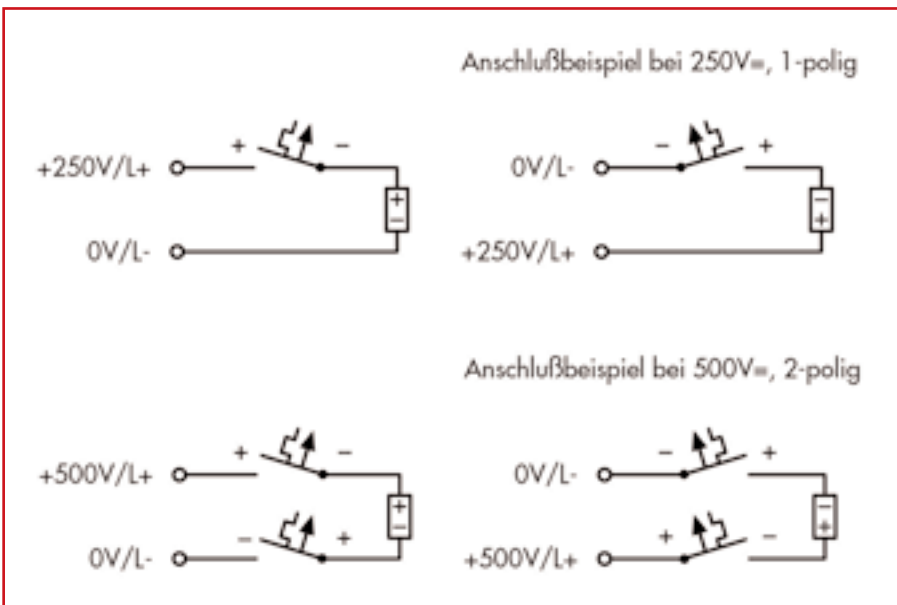 Anschlußbeispiel bei 250V=, 1-polig
+ − − +
+250V/L+ 0V/L-
+ −
− +
0V/L- +250V/L+
Anschlußbeispiel bei 500V=, 2-polig
+ − − +
+500V/L+ 0V/L-
+ −
− +
− + + −
0V/L- +500V/L+